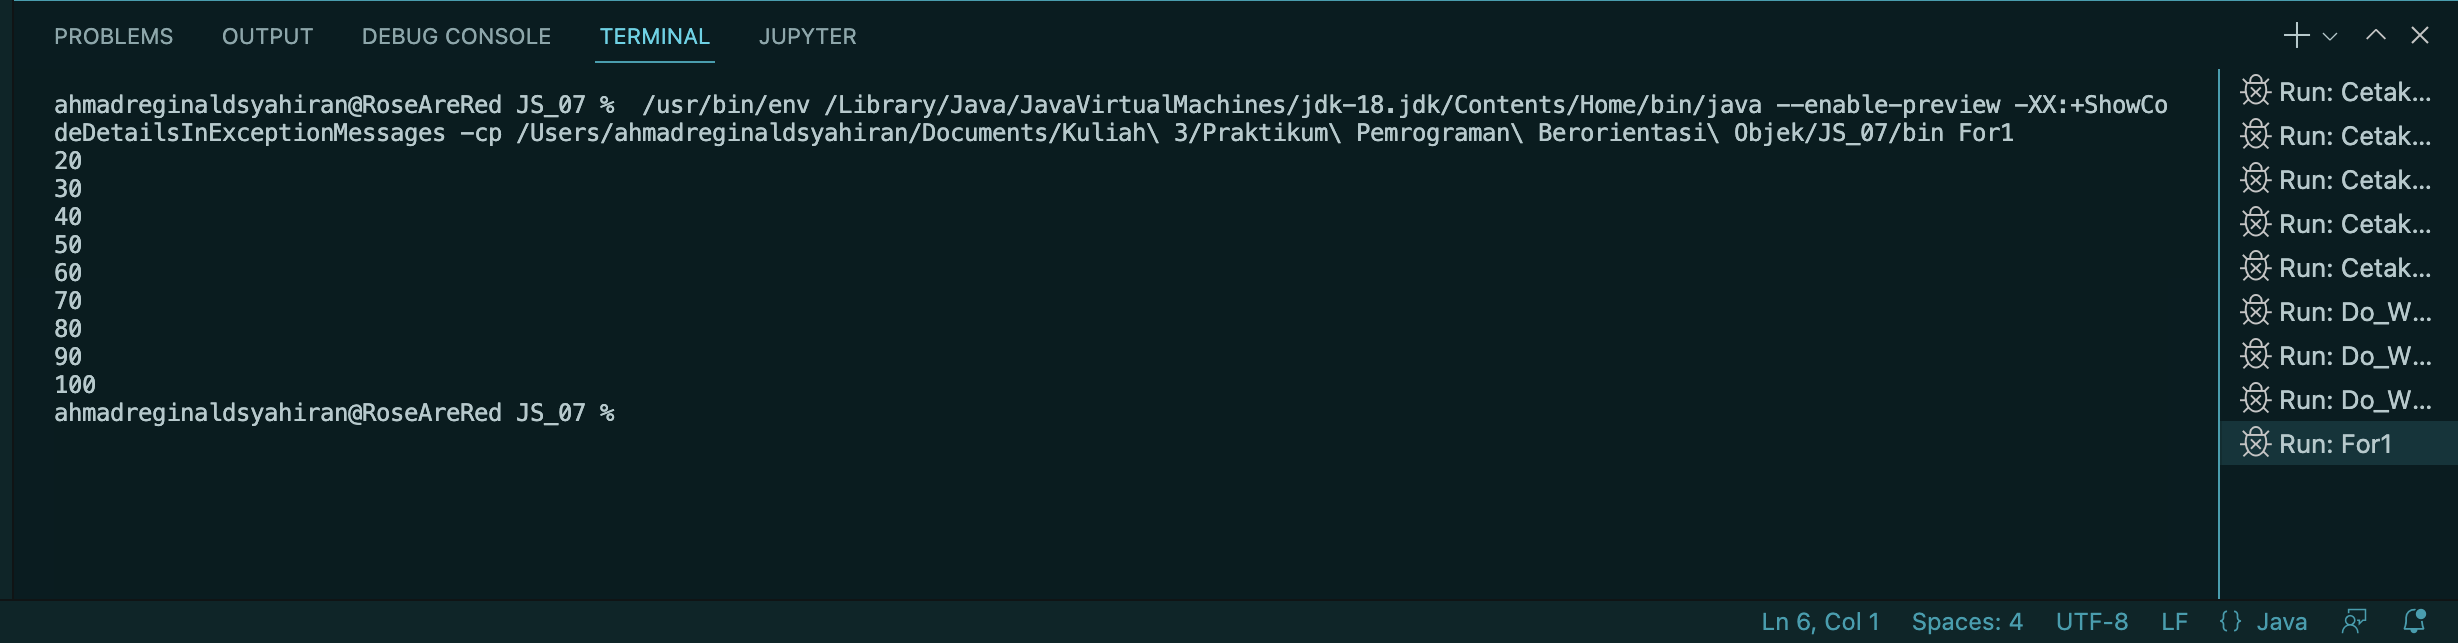 PROBLEMS OUTPUT DEBUG CONSOLE TERMINAL JUPYTER
ahmadreginaldsyahiran@RoseAreRed JS_07 %  /usr/bin/env /Library/Java/JavaVirtualMachines/jdk-18.jdk/Contents/Home/bin/java --enable-preview -XX:+ShowCo
deDetailsInExceptionMessages -cp /Users/ahmadreginaldsyahiran/Documents/Kuliah\ 3/Praktikum\ Pemrograman\ Berorientasi\ Objek/JS_07/bin For1
20
30
40
50
60
70
80
90
100
ahmadreginaldsyahiran@RoseAreRed JS_07 %
Run: Cetak...
Run: Cetak...
Run: Cetak...
Run: Cetak...
Run: Cetak...
Run: Do_W...
Run: Do_W...
Run: Do_W...
Run: For1
Ln 6, Col 1 Spaces: 4 UTF-8 LF {} Java